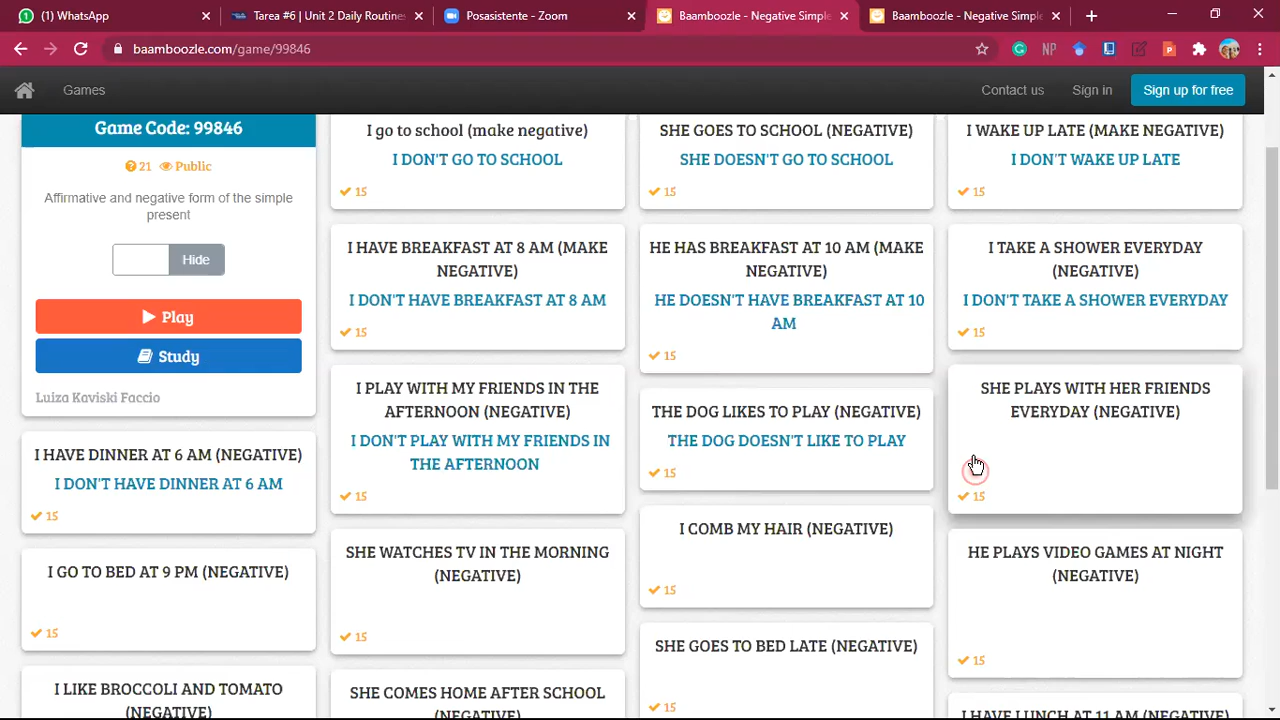 (1) WhatsApp
Tarea #6 | Unit 2 Daily Routines
Posasistente - Zoom
Baamboozle - Negative Simple
Baamboozle - Negative Simple
baamboozle.com/game/99846
Games
Contact us
Sign in
Sign up for free
Game Code: 99846
21 Public
Affirmative and negative form of the simple
present
Hide
Play
Study
Luiza Kaviski Faccio
I go to school (make negative)
I DON'T GO TO SCHOOL
15
SHE GOES TO SCHOOL (NEGATIVE)
SHE DOESN'T GO TO SCHOOL
15
I WAKE UP LATE (MAKE NEGATIVE)
I DON'T WAKE UP LATE
15
I HAVE BREAKFAST AT 8 AM (MAKE
NEGATIVE)
I DON'T HAVE BREAKFAST AT 8 AM
15
HE HAS BREAKFAST AT 10 AM (MAKE
NEGATIVE)
HE DOESN'T HAVE BREAKFAST AT 10
AM
15
I TAKE A SHOWER EVERYDAY
(NEGATIVE)
I DON'T TAKE A SHOWER EVERYDAY
15
I PLAY WITH MY FRIENDS IN THE
AFTERNOON (NEGATIVE)
I DON'T PLAY WITH MY FRIENDS IN
THE AFTERNOON
15
THE DOG LIKES TO PLAY (NEGATIVE)
THE DOG DOESN'T LIKE TO PLAY
15
SHE PLAYS WITH HER FRIENDS
EVERYDAY (NEGATIVE)
15
I HAVE DINNER AT 6 AM (NEGATIVE)
I DON'T HAVE DINNER AT 6 AM
15
SHE WATCHES TV IN THE MORNING
(NEGATIVE)
15
I COMB MY HAIR (NEGATIVE)
15
HE PLAYS VIDEO GAMES AT NIGHT
(NEGATIVE)
15
I GO TO BED AT 9 PM (NEGATIVE)
15
SHE GOES TO BED LATE (NEGATIVE)
15
I LIKE BROCCOLI AND TOMATO
(NEGATIVE)
SHE COMES HOME AFTER SCHOOL
(NEGATIVE)
I HAVE LUNCH AT 11 AM (NEGATIVE)